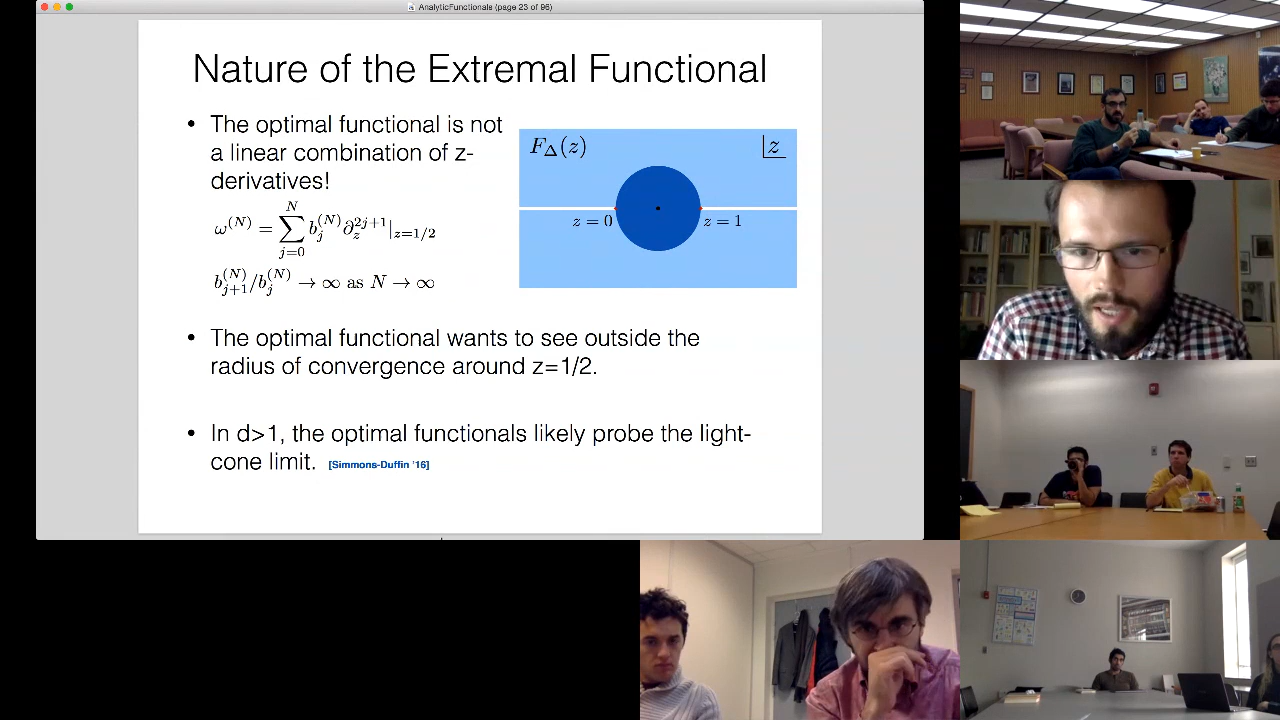 AnalyticFunctionals (page 23 of 96)
Nature of the Extremal Functional
• The optimal functional is not
a linear combination of z-
derivatives!
ω^{(N)} = \sum_{j=0}^{N} b_j^{(N)} ∂_z^{2j+1}|_{z=1/2}
b_{j+1}^{(N)}/b_j^{(N)} → ∞ as N → ∞
F_Δ(z)
z
z = 0
z = 1
• The optimal functional wants to see outside the
radius of convergence around z=1/2.
• In d>1, the optimal functionals likely probe the light-
cone limit. [Simmons-Duffin '16]